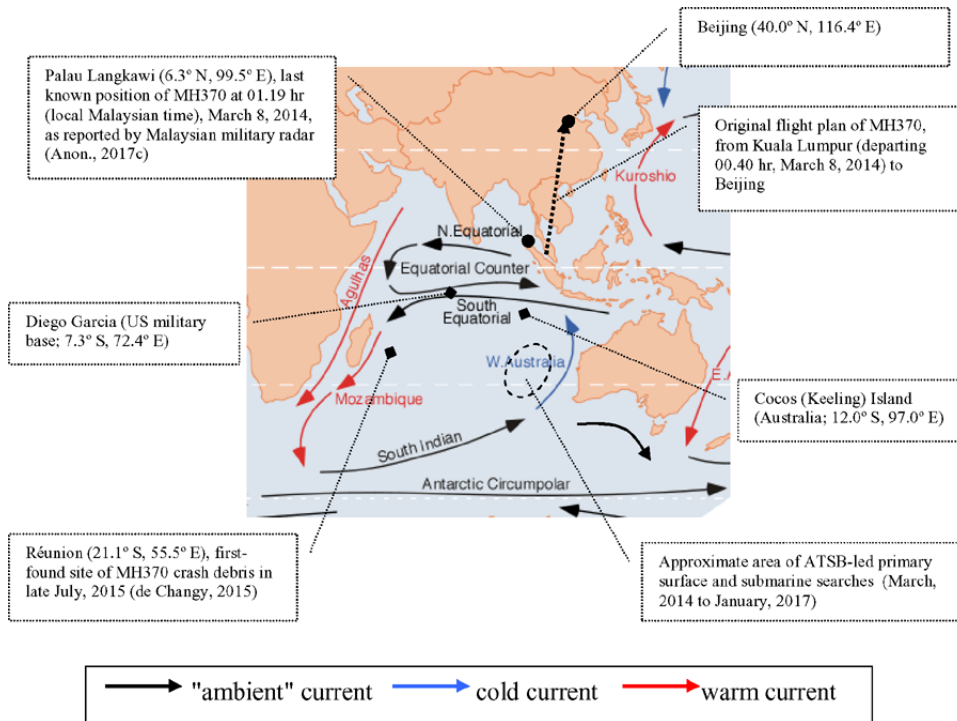 Beijing (40.0º N, 116.4º E)
Palau Langkawi (6.3º N, 99.5º E), last
known position of MH370 at 01.19 hr
(local Malaysian time), March 8, 2014,
as reported by Malaysian military radar
(Anon., 2017c)
Original flight plan of MH370,
from Kuala Lumpur (departing
00.40 hr, March 8, 2014) to
Beijing
Kuroshio
N.Equatorial
Agulhas
Equatorial Counter
South
Equatorial
Diego Garcia (US military
base; 7.3º S, 72.4º E)
W.Australia
E.A
Mozambique
Cocos (Keeling) Island
(Australia; 12.0º S, 97.0º E)
South Indian
Antarctic Circumpolar
Réunion (21.1º S, 55.5º E), first-
found site of MH370 crash debris in
late July, 2015 (de Changy, 2015)
Approximate area of ATSB-led primary
surface and submarine searches (March,
2014 to January, 2017)
"ambient" current
cold current
warm current